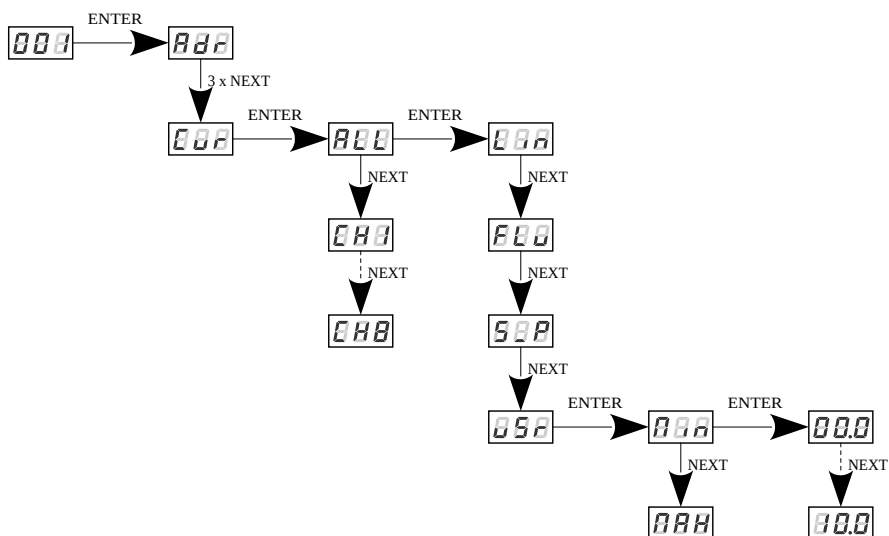 ENTER
001 Adr
3 x NEXT
ENTER ENTER
Cur ALL Lin
NEXT NEXT
CH1 FLu
NEXT NEXT
CH8 S_P
NEXT
ENTER ENTER
uSr Min 00.0
NEXT NEXT
MAH 10.0